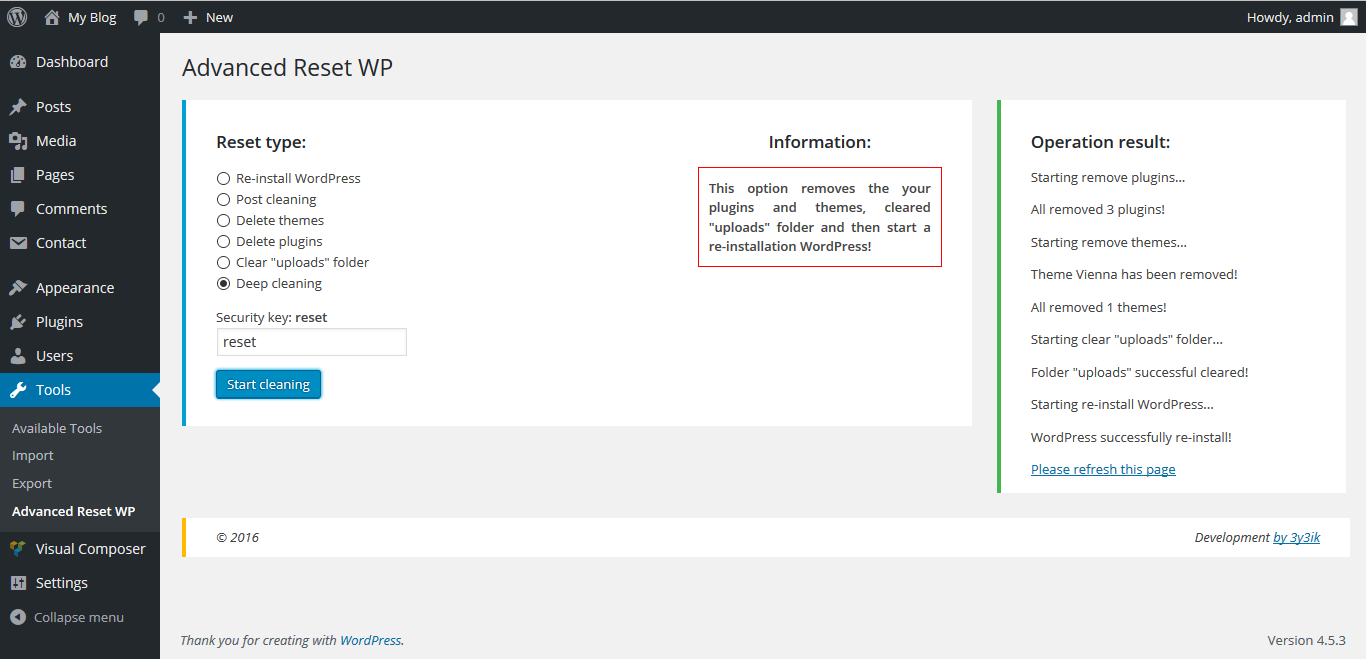 My Blog
0
New
Howdy, admin
Dashboard
Posts
Media
Pages
Comments
Contact
Appearance
Plugins
Users
Tools
Available Tools
Import
Export
Advanced Reset WP
Visual Composer
Settings
Collapse menu
Advanced Reset WP
Reset type:
Re-install WordPress
Post cleaning
Delete themes
Delete plugins
Clear "uploads" folder
Deep cleaning
Security key: reset
reset
Start cleaning
Information:
This option removes the your
plugins and themes, cleared
"uploads" folder and then start a
re-installation WordPress!
Operation result:
Starting remove plugins...
All removed 3 plugins!
Starting remove themes...
Theme Vienna has been removed!
All removed 1 themes!
Starting clear "uploads" folder...
Folder "uploads" successful cleared!
Starting re-install WordPress...
WordPress successfully re-install!
Please refresh this page
© 2016
Development by 3y3ik
Thank you for creating with WordPress.
Version 4.5.3